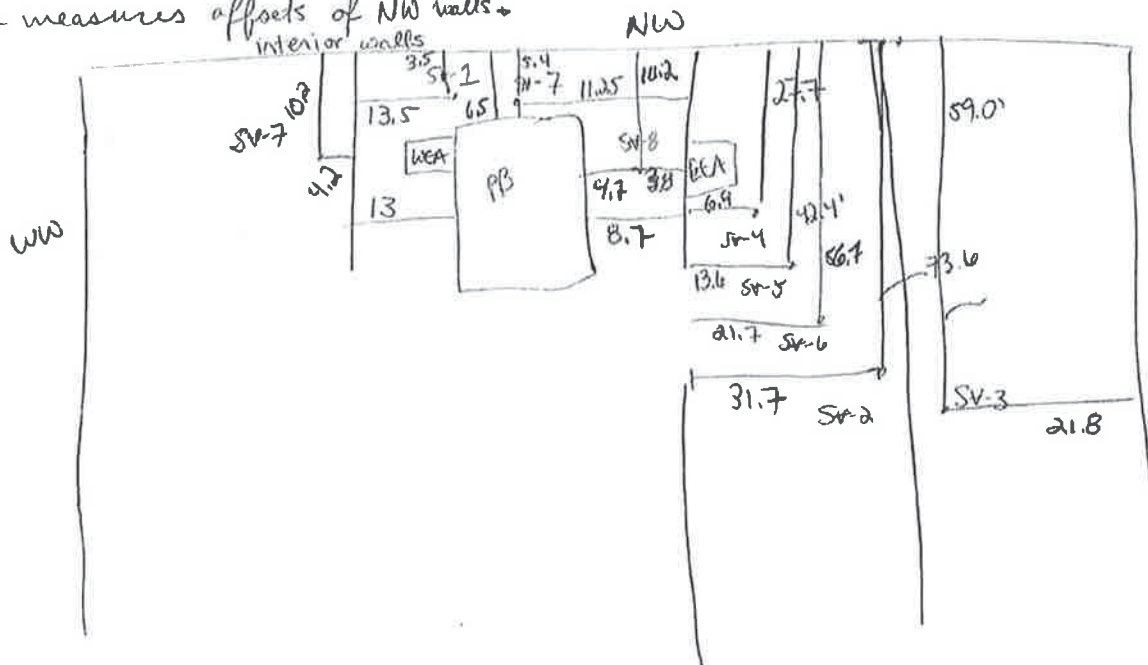 - measures offsets of NW walls.
interior walls
NW
3.5
SV-1
5.4
11.25
10.2
27.7
59.0'
SV-7
10.2
13.5
6.5
SV-8
WEA
PB
EEA
4.2
4.7
3.8
6.9
42.4'
WW
13
8.7
SV-4
56.7
73.6
13.6
SV-5
21.7
SV-6
31.7
SV-2
SV-3
21.8